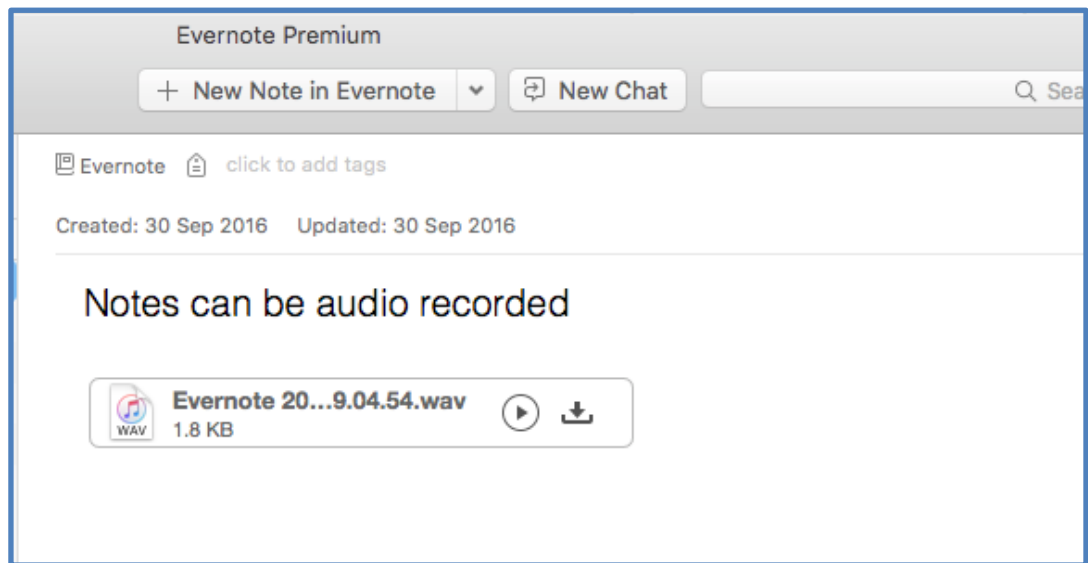 Evernote Premium
New Note in Evernote New Chat Sea
Evernote click to add tags
Created: 30 Sep 2016 Updated: 30 Sep 2016
Notes can be audio recorded
Evernote 20...9.04.54.wav
WAV 1.8 KB